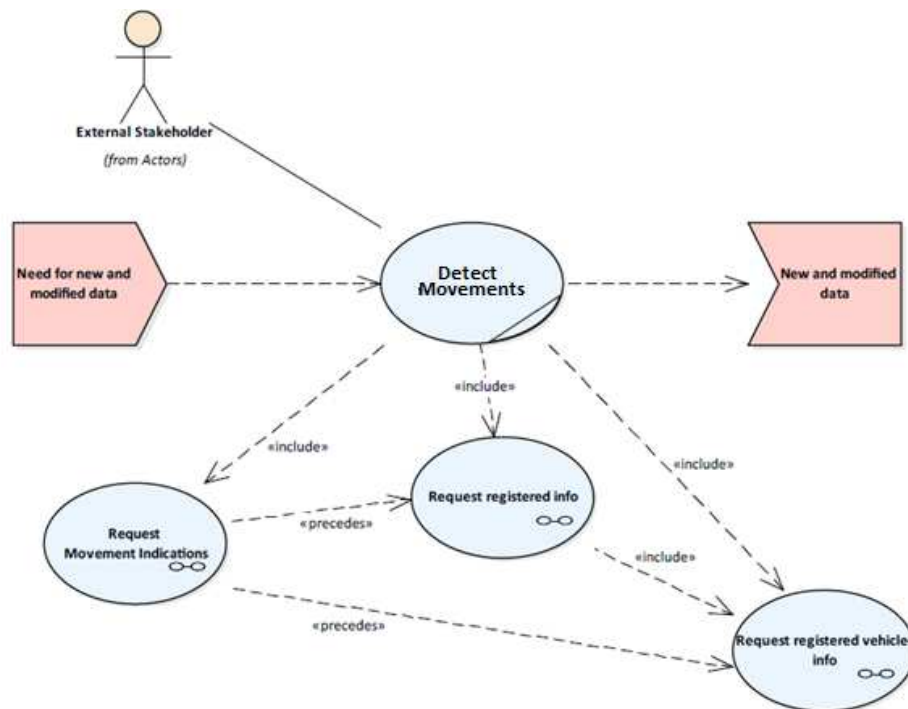 External Stakeholder
(from Actors)
Need for new and
modified data
Detect
Movements
New and modified
data
«include»
«include»
«include»
Request registered info
Request
Movement Indications
«precedes»
«include»
«precedes»
Request registered vehicle
info